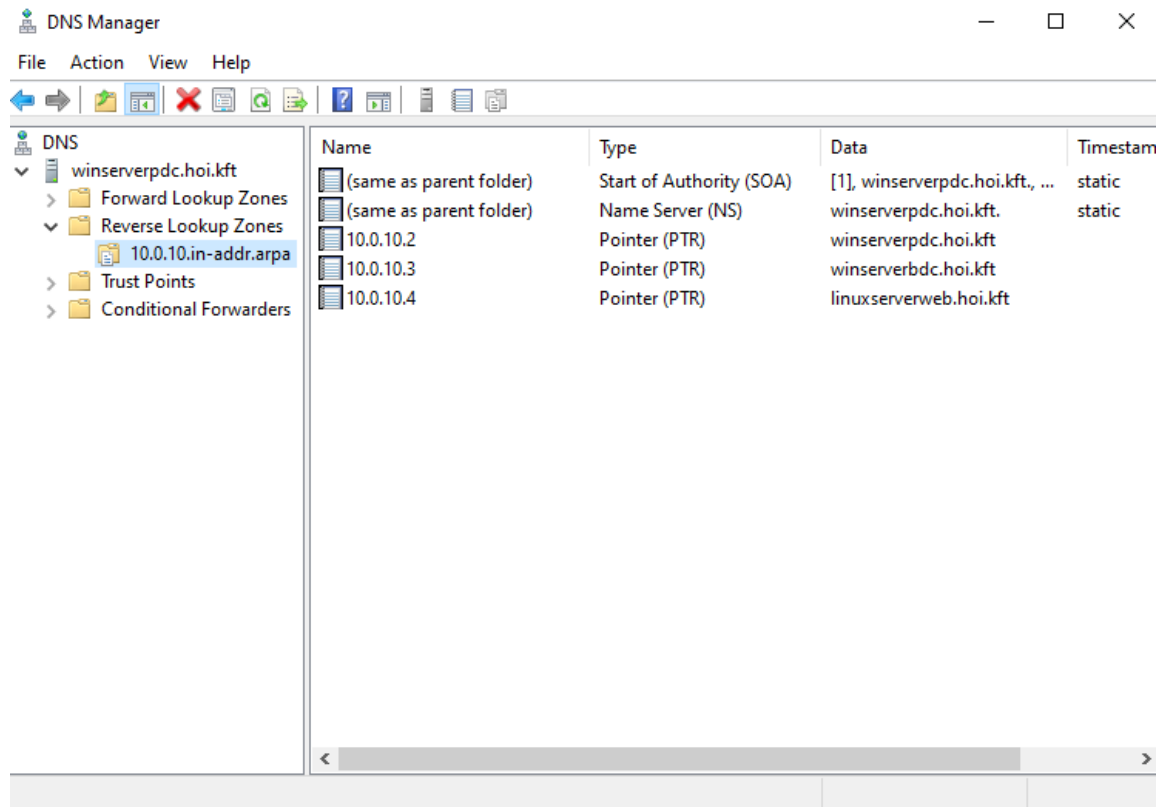 DNS Manager
File Action View Help
DNS
winserverpdc.hoi.kft
Forward Lookup Zones
Reverse Lookup Zones
10.0.10.in-addr.arpa
Trust Points
Conditional Forwarders
Name Type Data Timestam
(same as parent folder) Start of Authority (SOA) [1], winserverpdc.hoi.kft., ... static
(same as parent folder) Name Server (NS) winserverpdc.hoi.kft. static
10.0.10.2 Pointer (PTR) winserverpdc.hoi.kft
10.0.10.3 Pointer (PTR) winserverbdc.hoi.kft
10.0.10.4 Pointer (PTR) linuxserverweb.hoi.kft